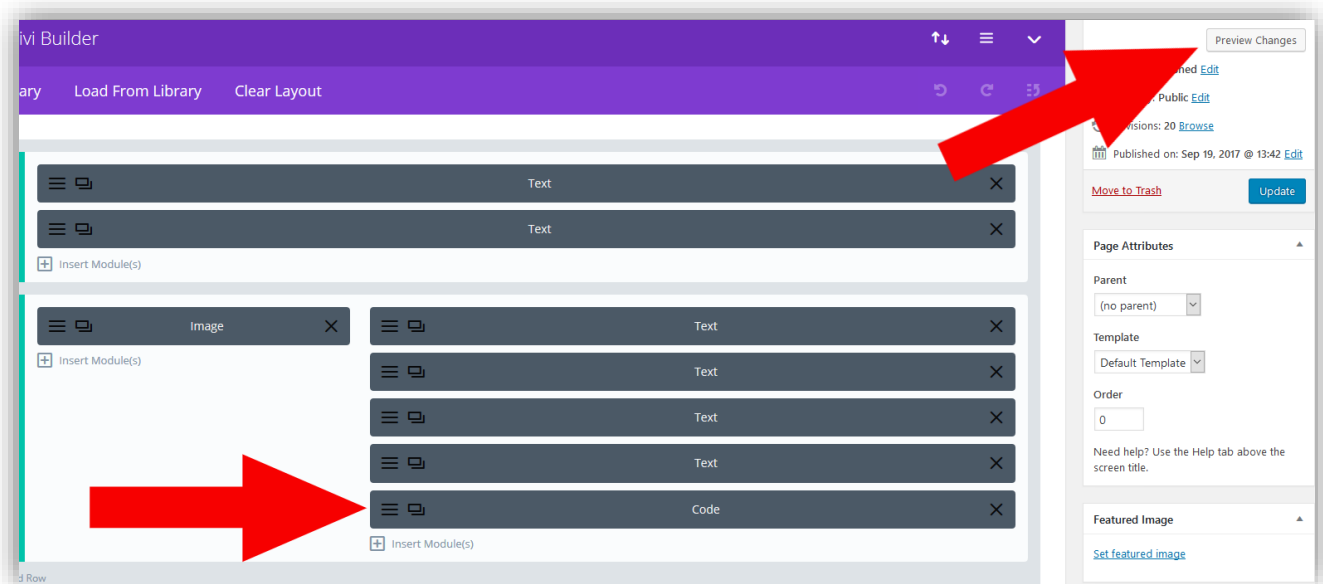 ivi Builder
ary Load From Library Clear Layout
Text
Text
Insert Module(s)
Image
Insert Module(s)
Text
Text
Text
Text
Code
Insert Module(s)
d Row
Preview Changes
hed Edit
: Public Edit
visions: 20 Browse
Published on: Sep 19, 2017 @ 13:42 Edit
Move to Trash Update
Page Attributes
Parent
(no parent)
Template
Default Template
Order
0
Need help? Use the Help tab above the
screen title.
Featured Image
Set featured image